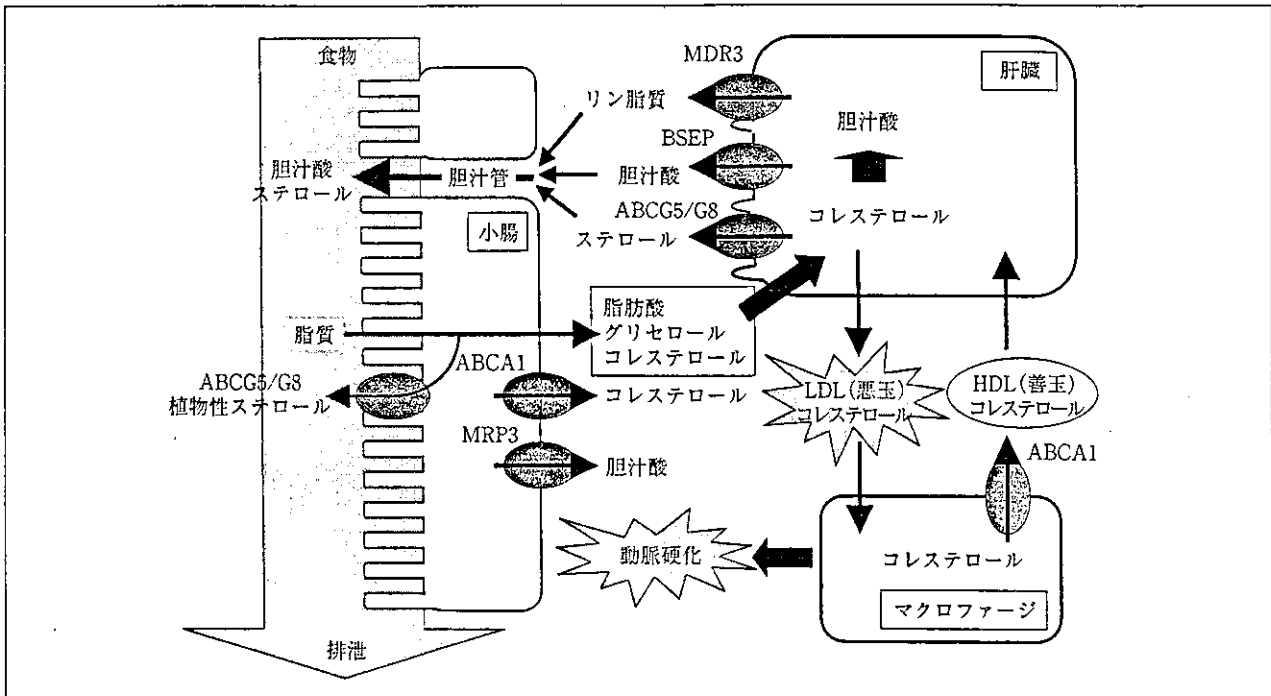 食物
MDR3
肝臓
リン脂質
胆汁酸
BSEP
胆汁酸
ステロール
胆汁管
胆汁酸
コレステロール
ABCG5/G8
ステロール
小腸
脂肪酸
グリセロール
コレステロール
脂質
ABCA1
ABCG5/G8
植物性ステロール
コレステロール
LDL(悪玉)
コレステロール
HDL(善玉)
コレステロール
MRP3
胆汁酸
ABCA1
動脈硬化
コレステロール
マクロファージ
排泄